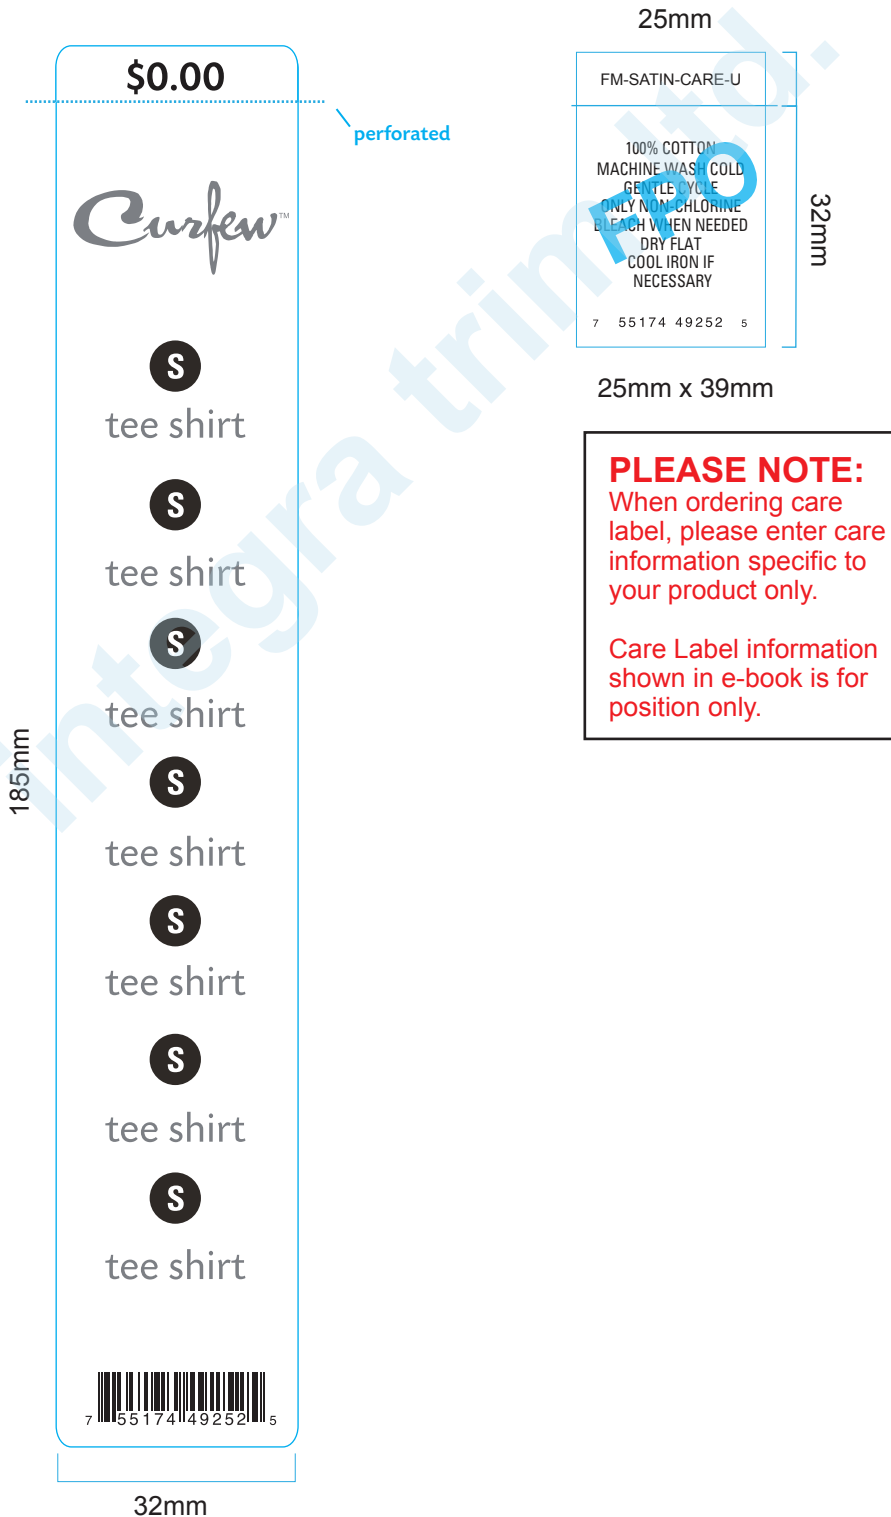 $0.00
perforated
Curfew™
S
tee shirt
S
tee shirt
S
tee shirt
S
tee shirt
S
tee shirt
S
tee shirt
S
tee shirt
7 55174 49252 5
185mm
32mm
25mm
FM-SATIN-CARE-U
100% COTTON
MACHINE WASH COLD
GENTLE CYCLE
ONLY NON-CHLORINE
BLEACH WHEN NEEDED
DRY FLAT
COOL IRON IF
NECESSARY
FPO
7 55174 49252 5
32mm
25mm x 39mm
PLEASE NOTE:
When ordering care
label, please enter care
information specific to
your product only.
Care Label information
shown in e-book is for
position only.
integra trim ltd.